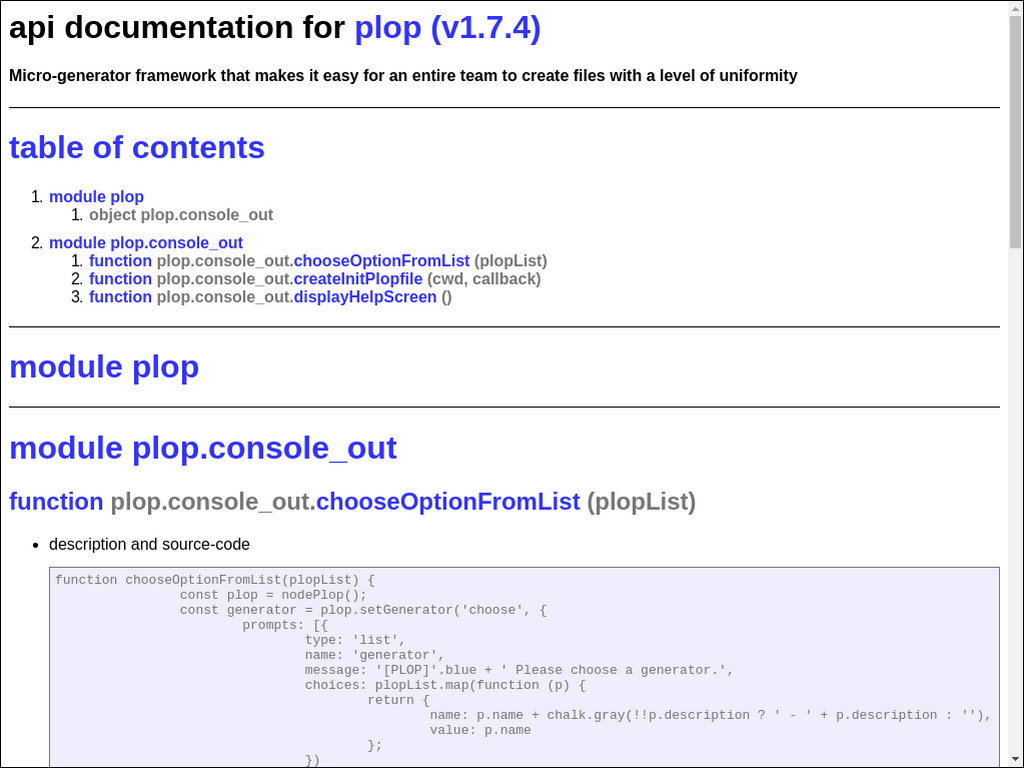 api documentation for plop (v1.7.4)
Micro-generator framework that makes it easy for an entire team to create files with a level of uniformity
table of contents
1. module plop
1. object plop.console_out
2. module plop.console_out
1. function plop.console_out.chooseOptionFromList (plopList)
2. function plop.console_out.createInitPlopfile (cwd, callback)
3. function plop.console_out.displayHelpScreen ()
module plop
module plop.console_out
function plop.console_out.chooseOptionFromList (plopList)
• description and source-code
function chooseOptionFromList(plopList) {
const plop = nodePlop();
const generator = plop.setGenerator('choose', {
prompts: [{
type: 'list',
name: 'generator',
message: '[PLOP]'.blue + ' Please choose a generator.',
choices: plopList.map(function (p) {
return {
name: p.name + chalk.gray(!!p.description ? ' - ' + p.description : ''),
value: p.name
};
})